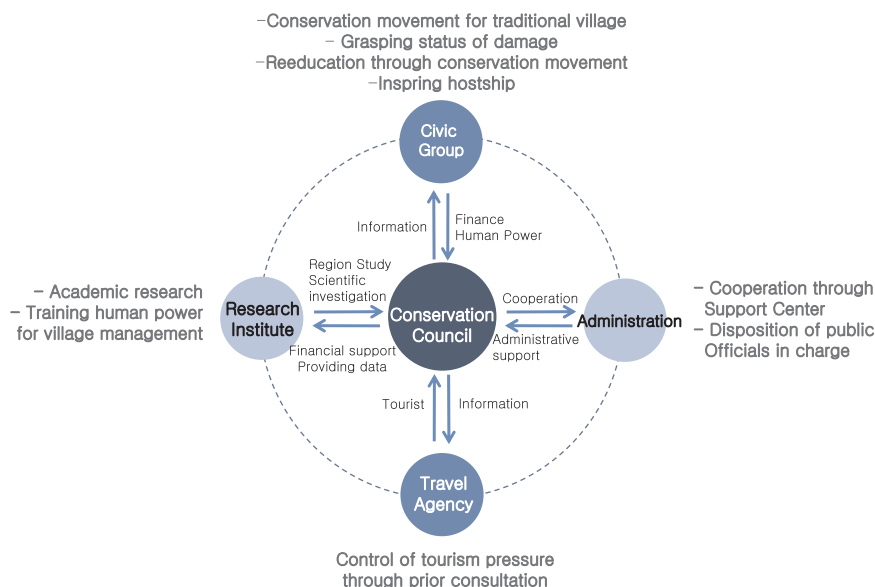 -Conservation movement for traditional village
- Grasping status of damage
-Reeducation through conservation movement
-Inspring hostship
Civic
Group
Information
Finance
Human Power
Region Study
Scientific
investigation
- Academic research
- Training human power
for village management
Research
Institute
Conservation
Council
Cooperation
Administration
- Cooperation through
Support Center
- Disposition of public
Officials in charge
Financial support
Providing data
Administrative
support
Tourist
Information
Travel
Agency
Control of tourism pressure
through prior consultation